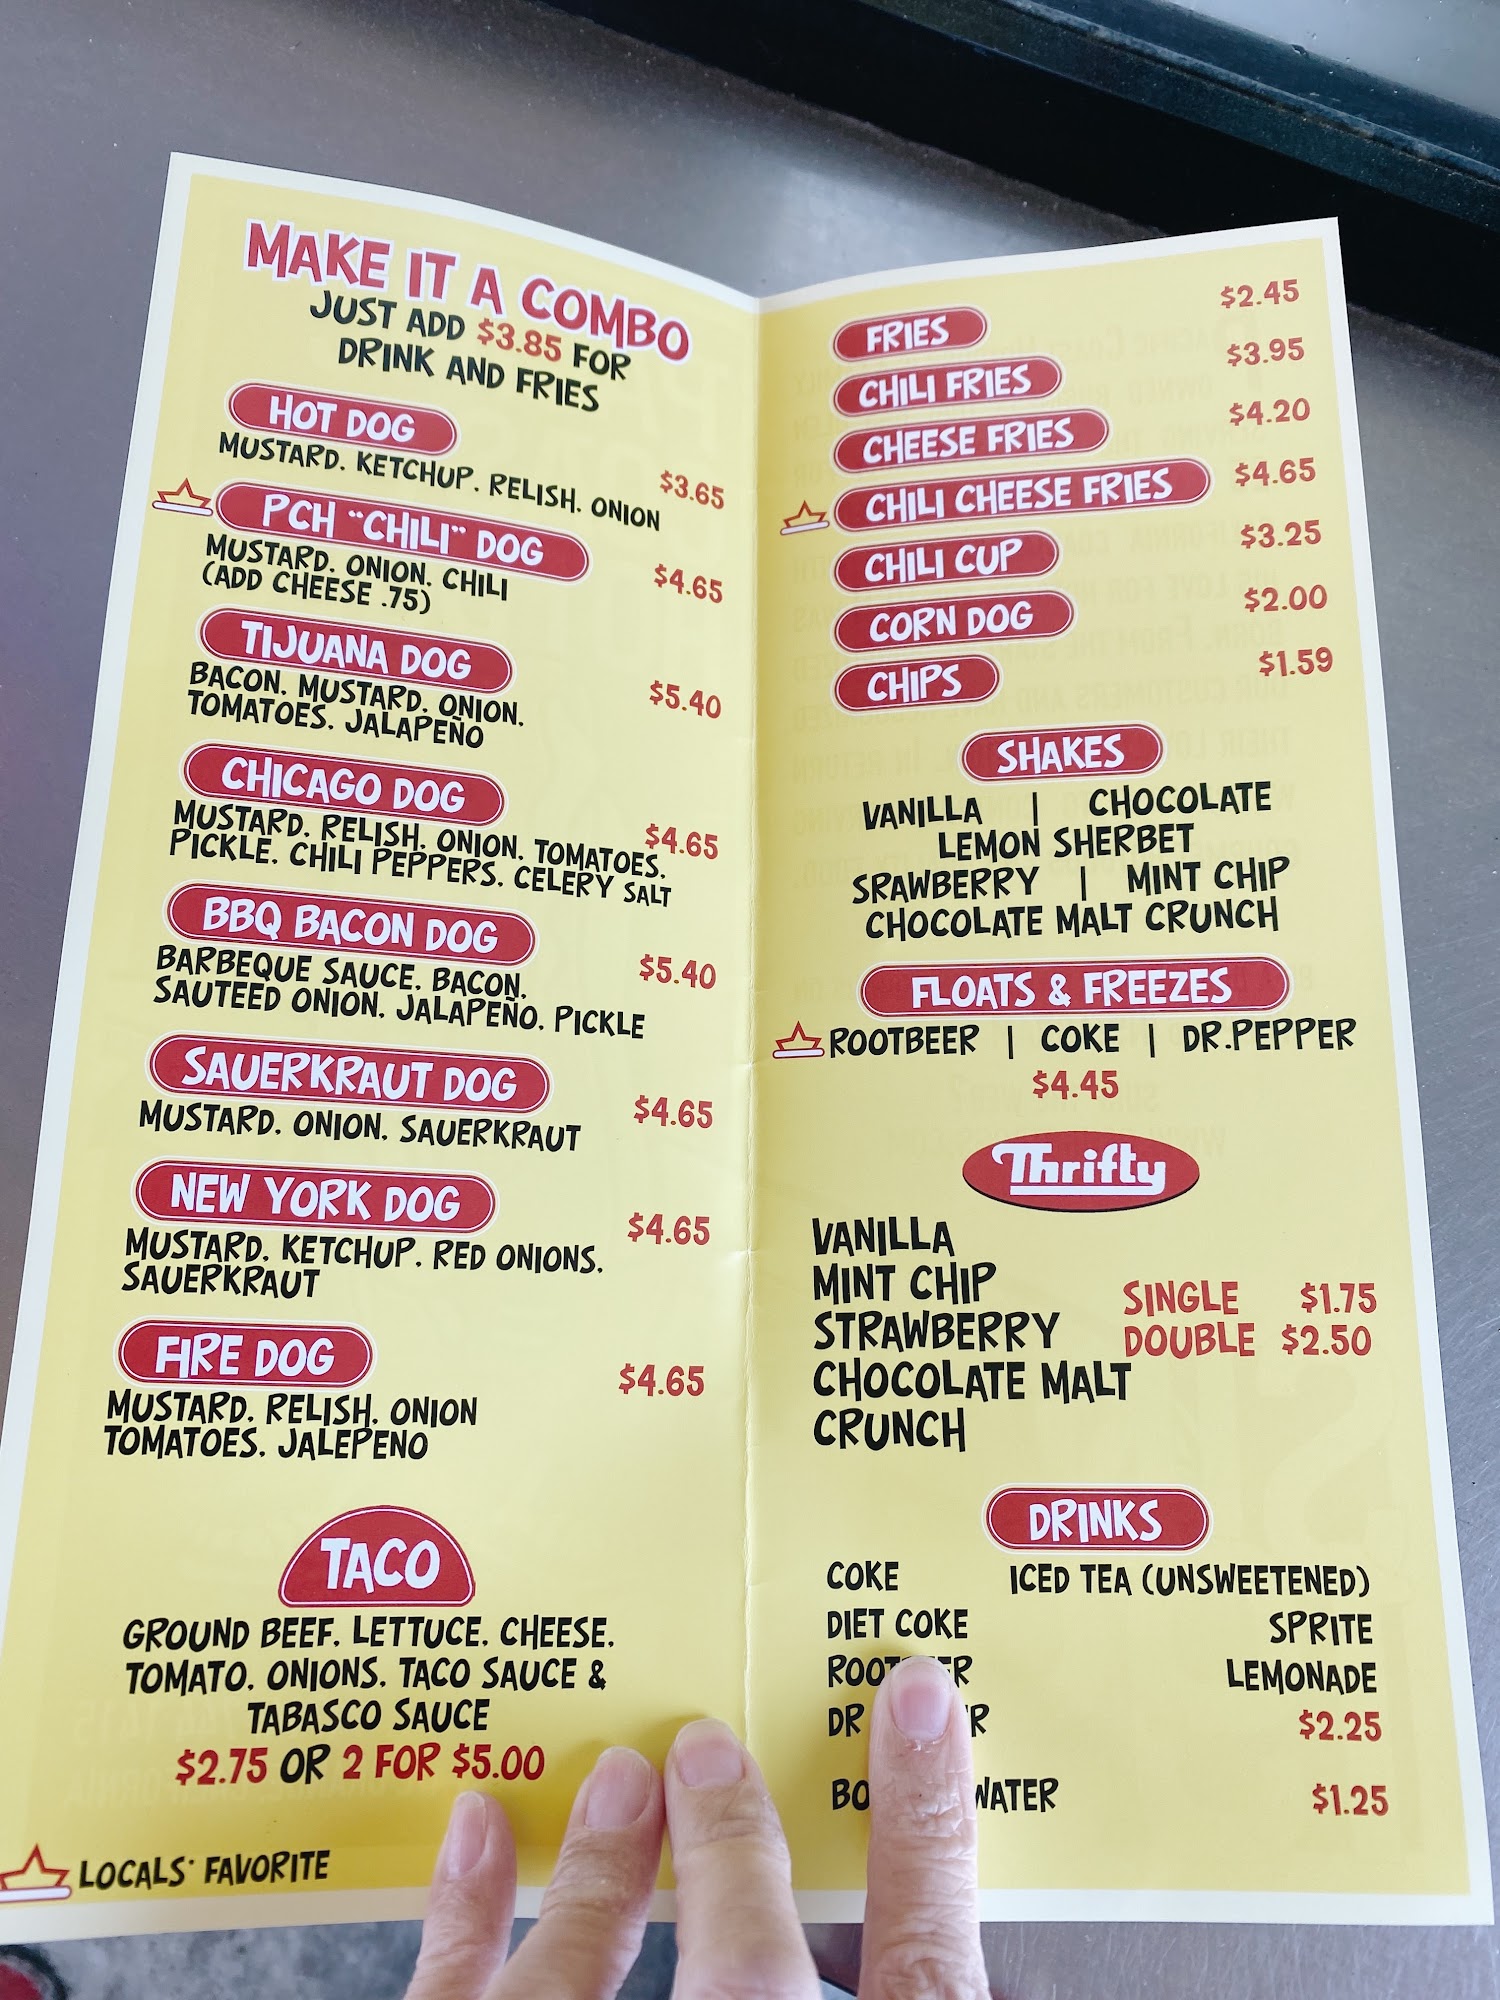 MAKE IT A COMBO
JUST ADD $3.85 FOR
DRINK AND FRIES
HOT DOG
MUSTARD. KETCHUP. RELISH. ONION
$3.65
PCH "CHILI" DOG
MUSTARD. ONION. CHILI
(ADD CHEESE .75)
$4.65
TIJUANA DOG
BACON. MUSTARD. ONION.
TOMATOES. JALAPEÑO
$5.40
CHICAGO DOG
MUSTARD. RELISH. ONION. TOMATOES.
PICKLE. CHILI PEPPERS. CELERY SALT
$4.65
BBQ BACON DOG
BARBEQUE SAUCE. BACON.
SAUTEED ONION. JALAPEÑO. PICKLE
$5.40
SAUERKRAUT DOG
MUSTARD. ONION. SAUERKRAUT
$4.65
NEW YORK DOG
MUSTARD. KETCHUP. RED ONIONS.
SAUERKRAUT
$4.65
FIRE DOG
MUSTARD. RELISH. ONION
TOMATOES. JALEPENO
$4.65
TACO
GROUND BEEF. LETTUCE. CHEESE.
TOMATO. ONIONS. TACO SAUCE &
TABASCO SAUCE
$2.75 OR 2 FOR $5.00
LOCALS' FAVORITE
FRIES $2.45
CHILI FRIES $3.95
CHEESE FRIES $4.20
CHILI CHEESE FRIES $4.65
CHILI CUP $3.25
CORN DOG $2.00
CHIPS $1.59
SHAKES
VANILLA | CHOCOLATE
LEMON SHERBET
SRAWBERRY | MINT CHIP
CHOCOLATE MALT CRUNCH
FLOATS & FREEZES
ROOTBEER | COKE | DR.PEPPER
$4.45
Thrifty
VANILLA
MINT CHIP
STRAWBERRY
CHOCOLATE MALT
CRUNCH
SINGLE $1.75
DOUBLE $2.50
DRINKS
COKE ICED TEA (UNSWEETENED)
DIET COKE SPRITE
LEMONADE
DR $2.25
WATER $1.25